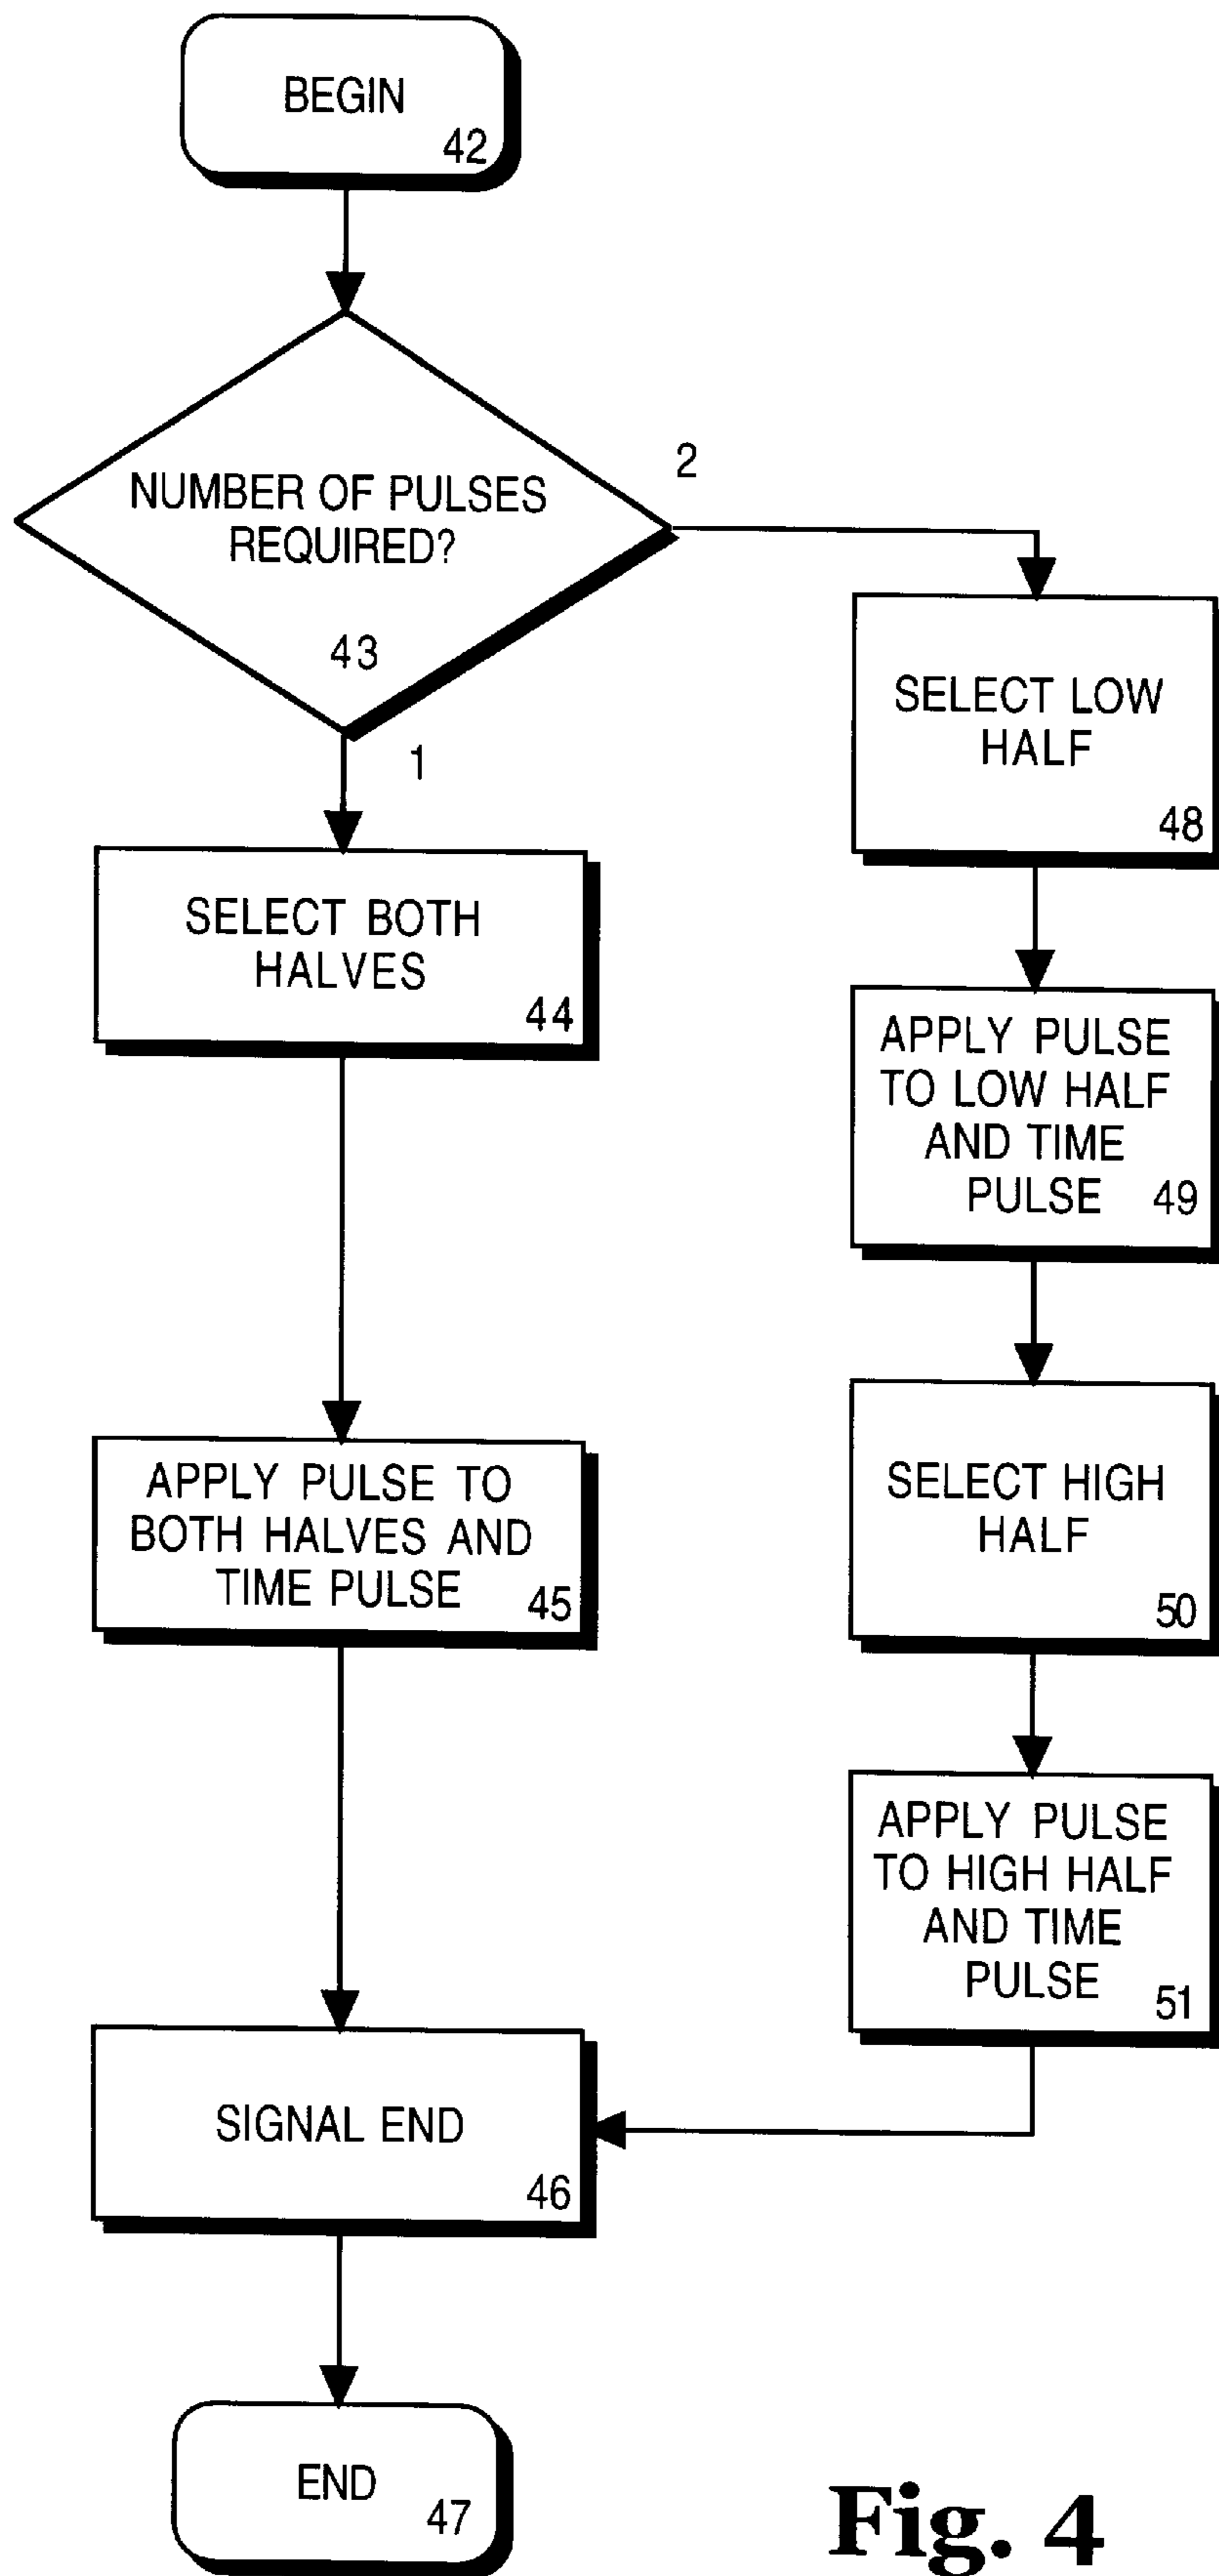 BEGIN
42
NUMBER OF PULSES
REQUIRED?
43
2
1
SELECT BOTH
HALVES
44
APPLY PULSE TO
BOTH HALVES AND
TIME PULSE
45
SELECT LOW
HALF
48
APPLY PULSE
TO LOW HALF
AND TIME
PULSE 49
SELECT HIGH
HALF
50
APPLY PULSE
TO HIGH HALF
AND TIME
PULSE
51
SIGNAL END
46
END
47
Fig. 4